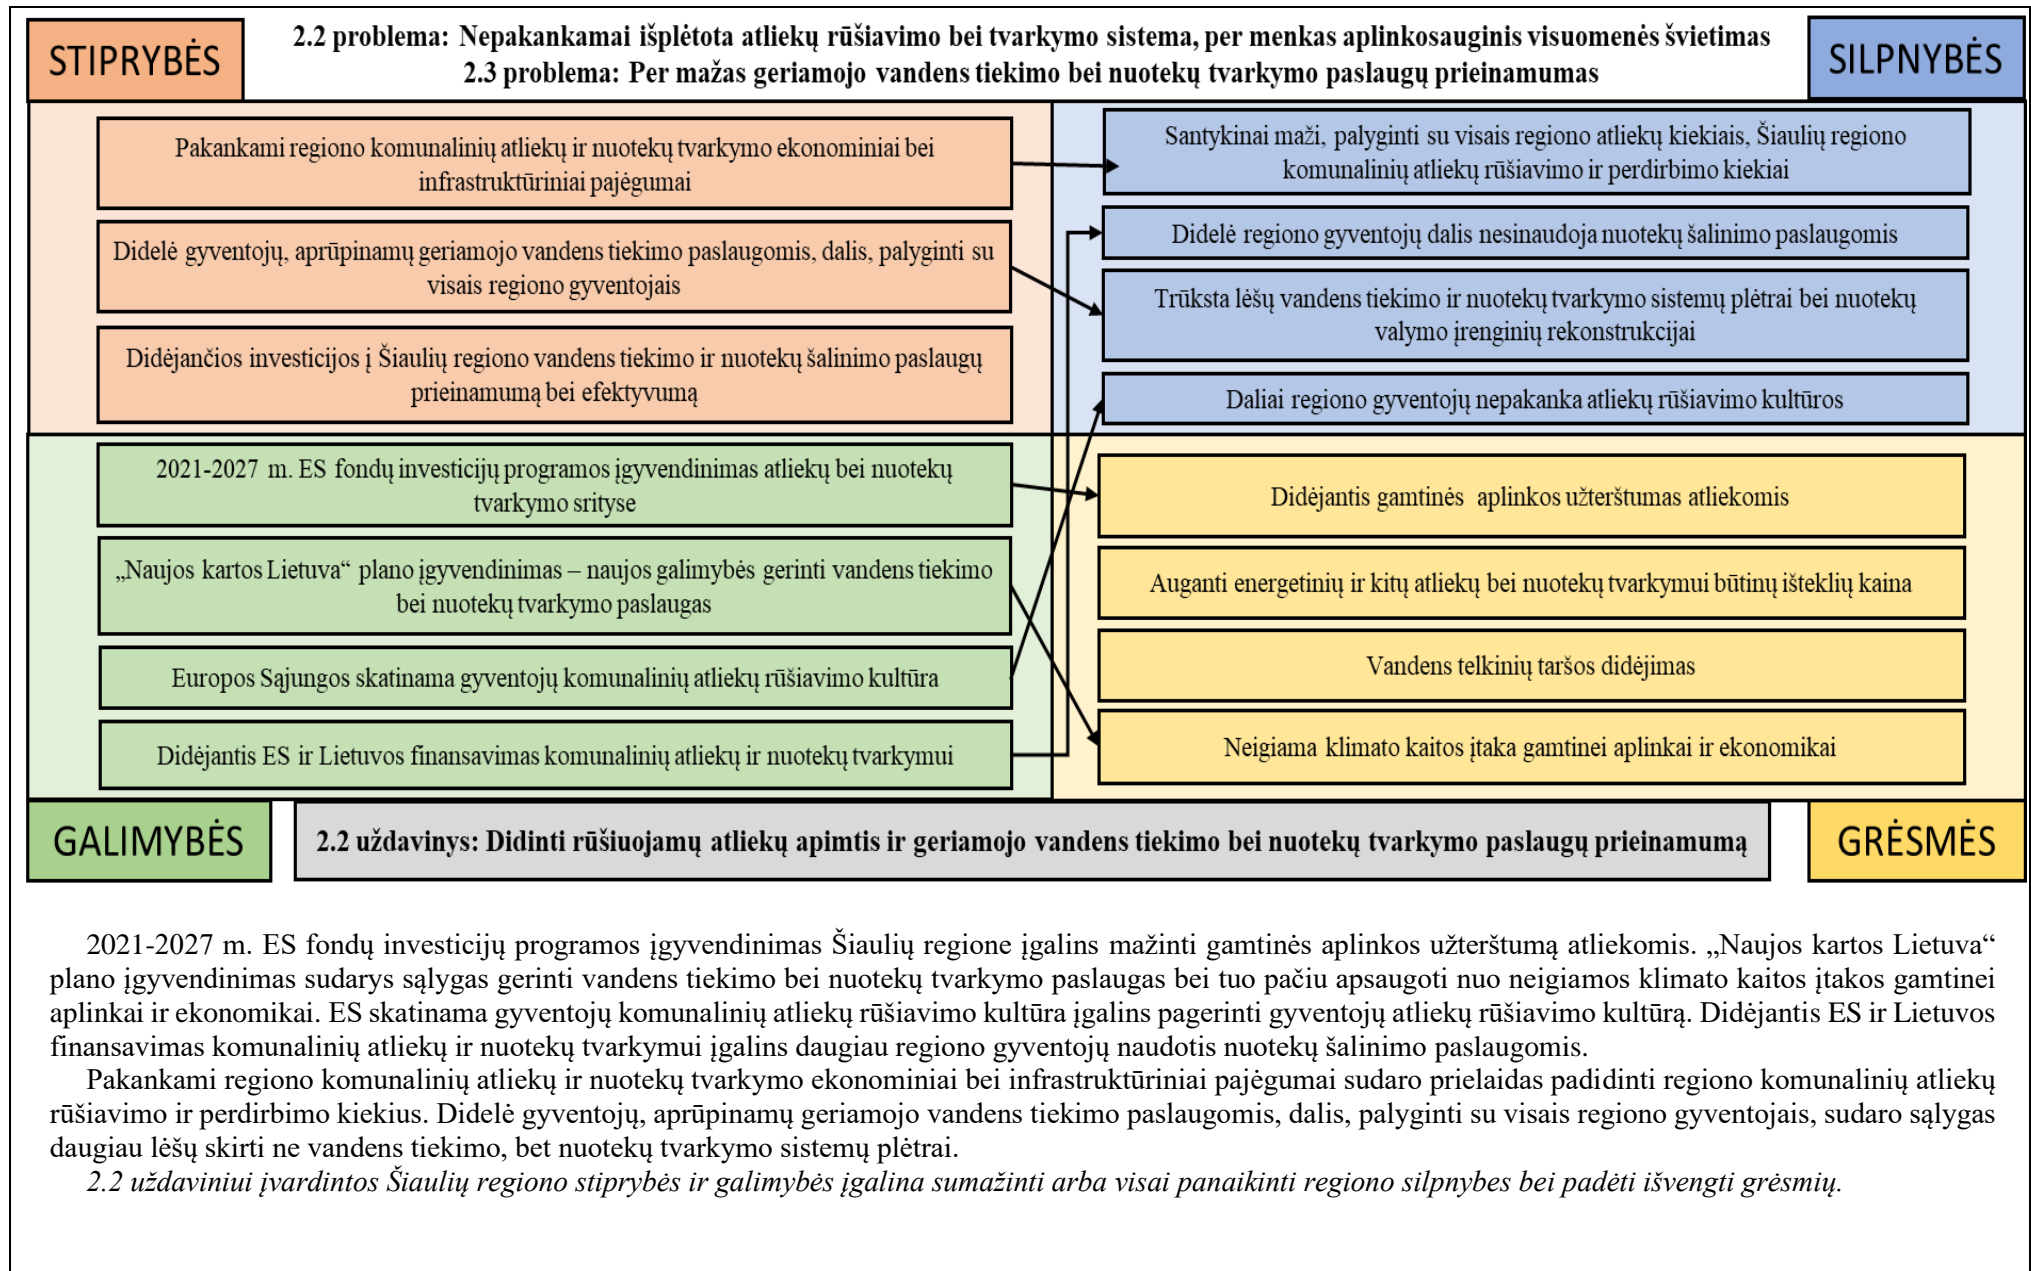 STIPRYBĖS
2.2 problema: Nepakankamai išplėtota atliekų rūšiavimo bei tvarkymo sistema, per menkas aplinkosauginis visuomenės švietimas
2.3 problema: Per mažas geriamojo vandens tiekimo bei nuotekų tvarkymo paslaugų prieinamumas
SILPNYBĖS
Pakankami regiono komunalinių atliekų ir nuotekų tvarkymo ekonominiai bei
infrastruktūriniai pajėgumai
Didelė gyventojų, aprūpinamų geriamojo vandens tiekimo paslaugomis, dalis, palyginti su
visais regiono gyventojais
Didėjančios investicijos į Šiaulių regiono vandens tiekimo ir nuotekų šalinimo paslaugų
prieinamumą bei efektyvumą
Santykinai maži, palyginti su visais regiono atliekų kiekiais, Šiaulių regiono
komunalinių atliekų rūšiavimo ir perdirbimo kiekiai
Didelė regiono gyventojų dalis nesinaudoja nuotekų šalinimo paslaugomis
Trūksta lėšų vandens tiekimo ir nuotekų tvarkymo sistemų plėtrai bei nuotekų
valymo įrenginių rekonstrukcijai
Daliai regiono gyventojų nepakanka atliekų rūšiavimo kultūros
2021-2027 m. ES fondų investicijų programos įgyvendinimas atliekų bei nuotekų
tvarkymo srityse
„Naujos kartos Lietuva“ plano įgyvendinimas – naujos galimybės gerinti vandens tiekimo
bei nuotekų tvarkymo paslaugas
Europos Sąjungos skatinama gyventojų komunalinių atliekų rūšiavimo kultūra
Didėjantis ES ir Lietuvos finansavimas komunalinių atliekų ir nuotekų tvarkymui
Didėjantis gamtinės aplinkos užterštumas atliekomis
Auganti energetinių ir kitų atliekų bei nuotekų tvarkymui būtinų išteklių kaina
Vandens telkinių taršos didėjimas
Neigiama klimato kaitos įtaka gamtinei aplinkai ir ekonomikai
GALIMYBĖS
2.2 uždavinys: Didinti rūšiuojamų atliekų apimtis ir geriamojo vandens tiekimo bei nuotekų tvarkymo paslaugų prieinamumą
GRĖSMĖS
2021-2027 m. ES fondų investicijų programos įgyvendinimas Šiaulių regione įgalins mažinti gamtinės aplinkos užterštumą atliekomis. „Naujos kartos Lietuva“
plano įgyvendinimas sudarys sąlygas gerinti vandens tiekimo bei nuotekų tvarkymo paslaugas bei tuo pačiu apsaugoti nuo neigiamos klimato kaitos įtakos gamtinei
aplinkai ir ekonomikai. ES skatinama gyventojų komunalinių atliekų rūšiavimo kultūra įgalins pagerinti gyventojų atliekų rūšiavimo kultūrą. Didėjantis ES ir Lietuvos
finansavimas komunalinių atliekų ir nuotekų tvarkymui įgalins daugiau regiono gyventojų naudotis nuotekų šalinimo paslaugomis.
Pakankami regiono komunalinių atliekų ir nuotekų tvarkymo ekonominiai bei infrastruktūriniai pajėgumai sudaro prielaidas padidinti regiono komunalinių atliekų
rūšiavimo ir perdirbimo kiekius. Didelė gyventojų, aprūpinamų geriamojo vandens tiekimo paslaugomis, dalis, palyginti su visais regiono gyventojais, sudaro sąlygas
daugiau lėšų skirti ne vandens tiekimo, bet nuotekų tvarkymo sistemų plėtrai.
2.2 uždaviniui įvardintos Šiaulių regiono stiprybės ir galimybės įgalina sumažinti arba visai panaikinti regiono silpnybes bei padėti išvengti grėsmių.